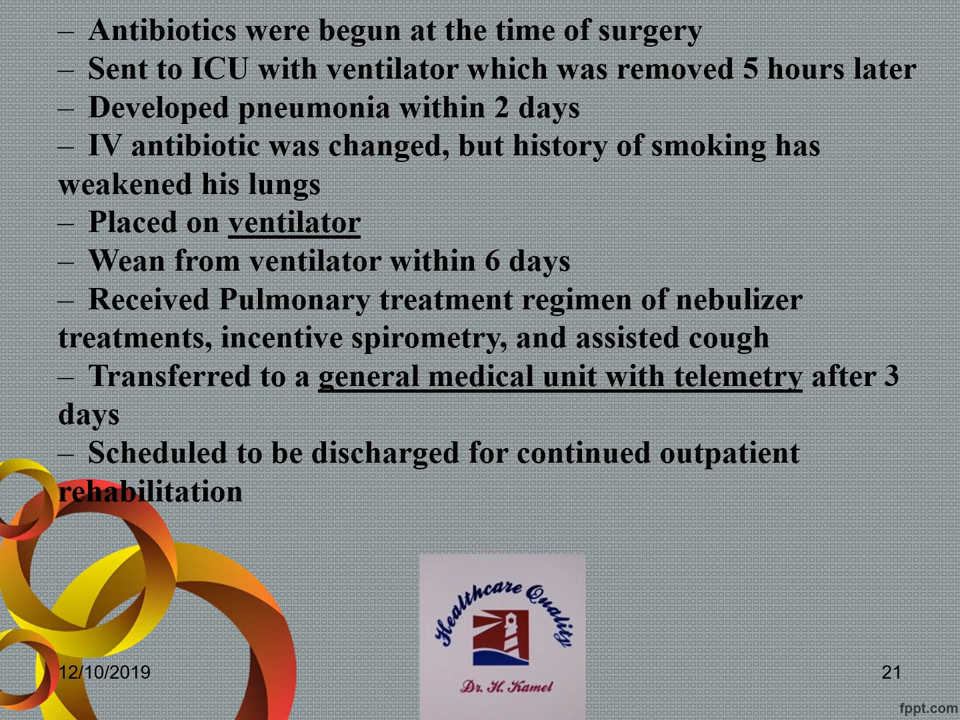 – Antibiotics were begun at the time of surgery
– Sent to ICU with ventilator which was removed 5 hours later
– Developed pneumonia within 2 days
– IV antibiotic was changed, but history of smoking has
weakened his lungs
– Placed on ventilator
– Wean from ventilator within 6 days
– Received Pulmonary treatment regimen of nebulizer
treatments, incentive spirometry, and assisted cough
– Transferred to a general medical unit with telemetry after 3
days
– Scheduled to be discharged for continued outpatient
rehabilitation
Healthcare Quality
Dr. H. Kamel
12/10/2019
21
fppt.com